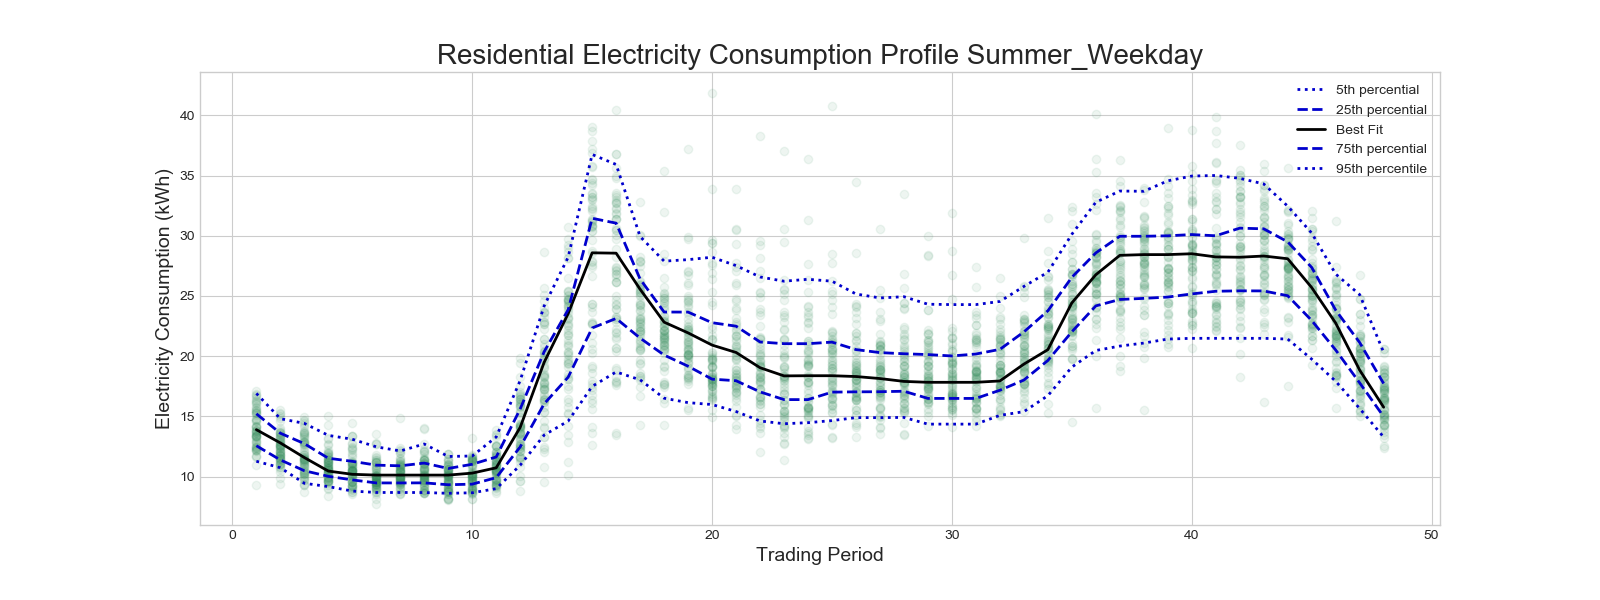 Residential Electricity Consumption Profile Summer_Weekday
5th percential
25th percential
Best Fit
75th percential
95th percentile
Electricity Consumption (kWh)
40
35
30
25
20
15
10
0 10 20 30 40 50
Trading Period